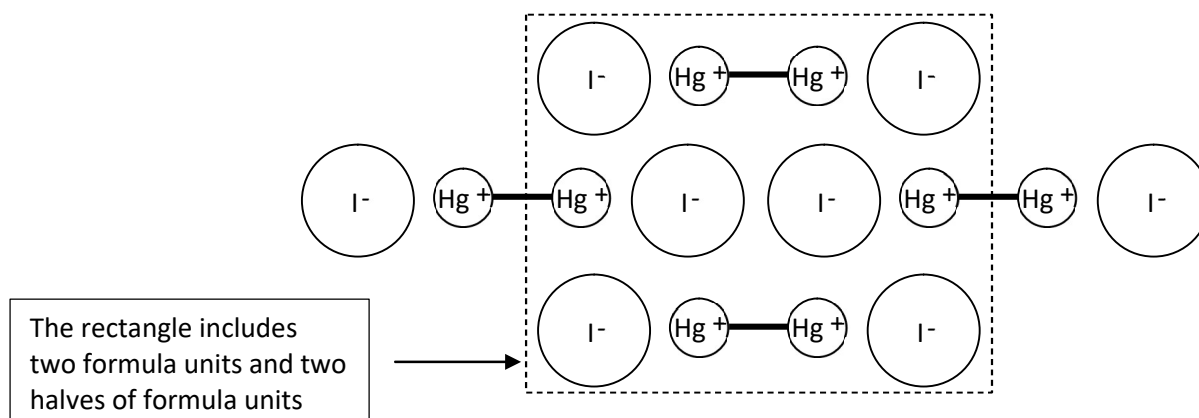 I - Hg + Hg + I -
I - Hg + Hg + I - I - Hg + Hg + I -
I - Hg + Hg + I -
The rectangle includes
two formula units and two
halves of formula units